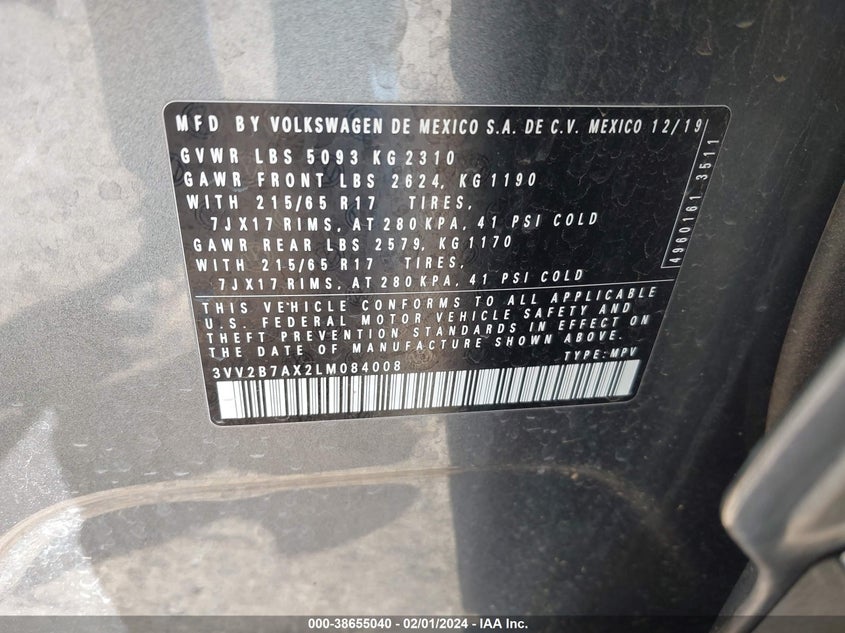 MFD BY VOLKSWAGEN DE MEXICO S.A. DE C.V. MEXICO 12/19
GVWR LBS 5093 KG 2310
GAWR FRONT LBS 2624, KG 1190
WITH 215/65 R17 TIRES,
7JX17 RIMS, AT 280 KPA, 41 PSI COLD
GAWR REAR LBS 2579, KG 1170
WITH 215/65 R17 TIRES,
7JX17 RIMS, AT 280 KPA, 41 PSI COLD
4960161 3511
THIS VEHICLE CONFORMS TO ALL APPLICABLE
U.S. FEDERAL MOTOR VEHICLE SAFETY AND
THEFT PREVENTION STANDARDS IN EFFECT ON
THE DATE OF MANUFACTURE SHOWN ABOVE.
3VV2B7AX2LM084008 TYPE: MPV
000-38655040 - 02/01/2024 - IAA Inc.